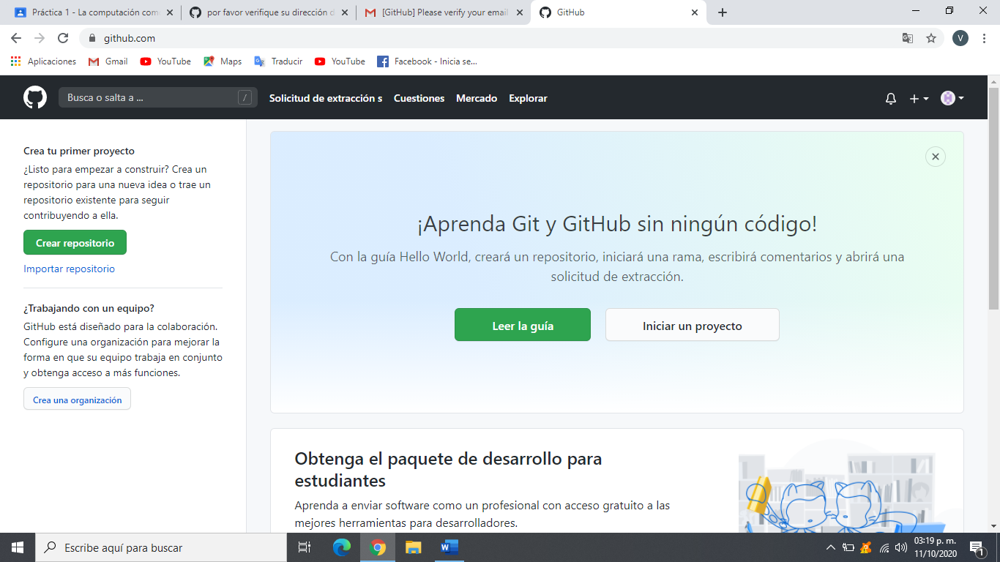 Práctica 1 - La computación com
por favor verifique su dirección d
[GitHub] Please verify your email
GitHub
github.com
V
Aplicaciones
Gmail
YouTube
Maps
Traducir
YouTube
Facebook - Inicia se...
Busca o salta a ...
/
Solicitud de extracción s
Cuestiones
Mercado
Explorar
Crea tu primer proyecto
¿Listo para empezar a construir? Crea un
repositorio para una nueva idea o trae un
repositorio existente para seguir
contribuyendo a ella.
Crear repositorio
Importar repositorio
¿Trabajando con un equipo?
GitHub está diseñado para la colaboración.
Configure una organización para mejorar la
forma en que su equipo trabaja en conjunto
y obtenga acceso a más funciones.
Crea una organización
¡Aprenda Git y GitHub sin ningún código!
Con la guía Hello World, creará un repositorio, iniciará una rama, escribirá comentarios y abrirá una
solicitud de extracción.
Leer la guía
Iniciar un proyecto
Obtenga el paquete de desarrollo para
estudiantes
Aprenda a enviar software como un profesional con acceso gratuito a las
mejores herramientas para desarrolladores.
Escribe aquí para buscar
03:19 p. m.
11/10/2020
1